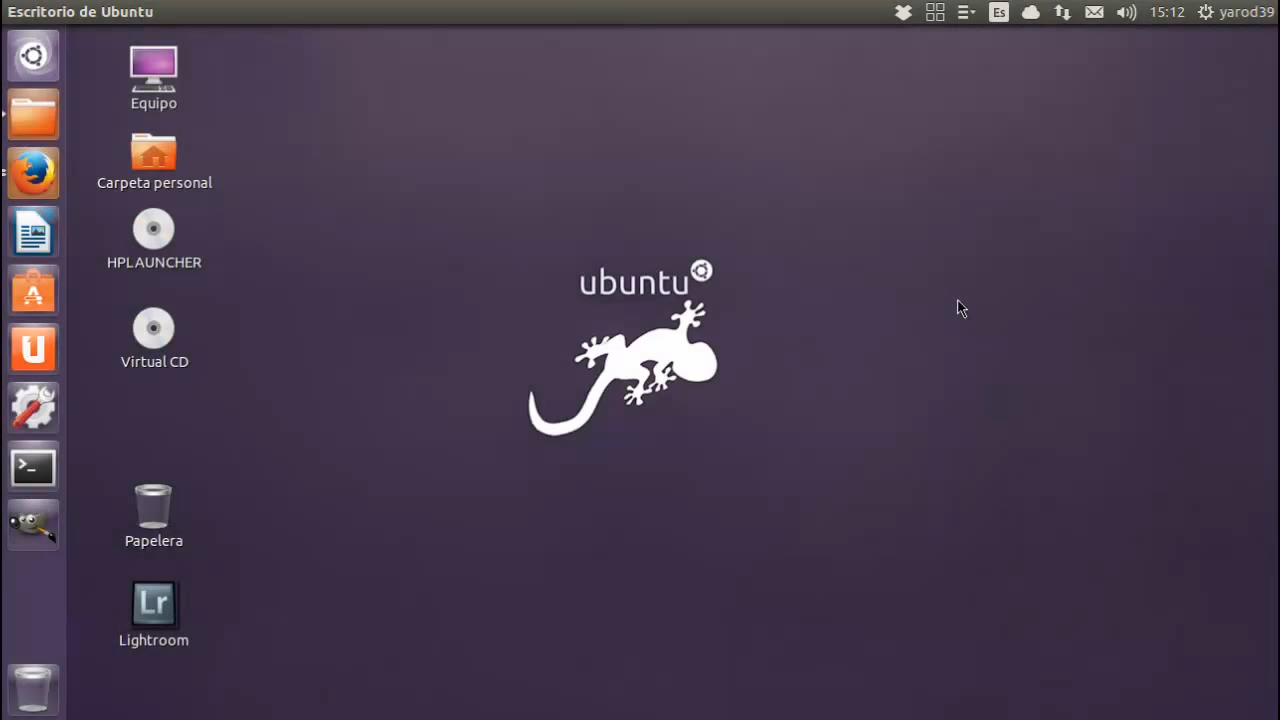 Escritorio de Ubuntu
Es
15:12
yarod39
Equipo
Carpeta personal
HPLAUNCHER
Virtual CD
Papelera
Lr
Lightroom
ubuntu
A
U
>_